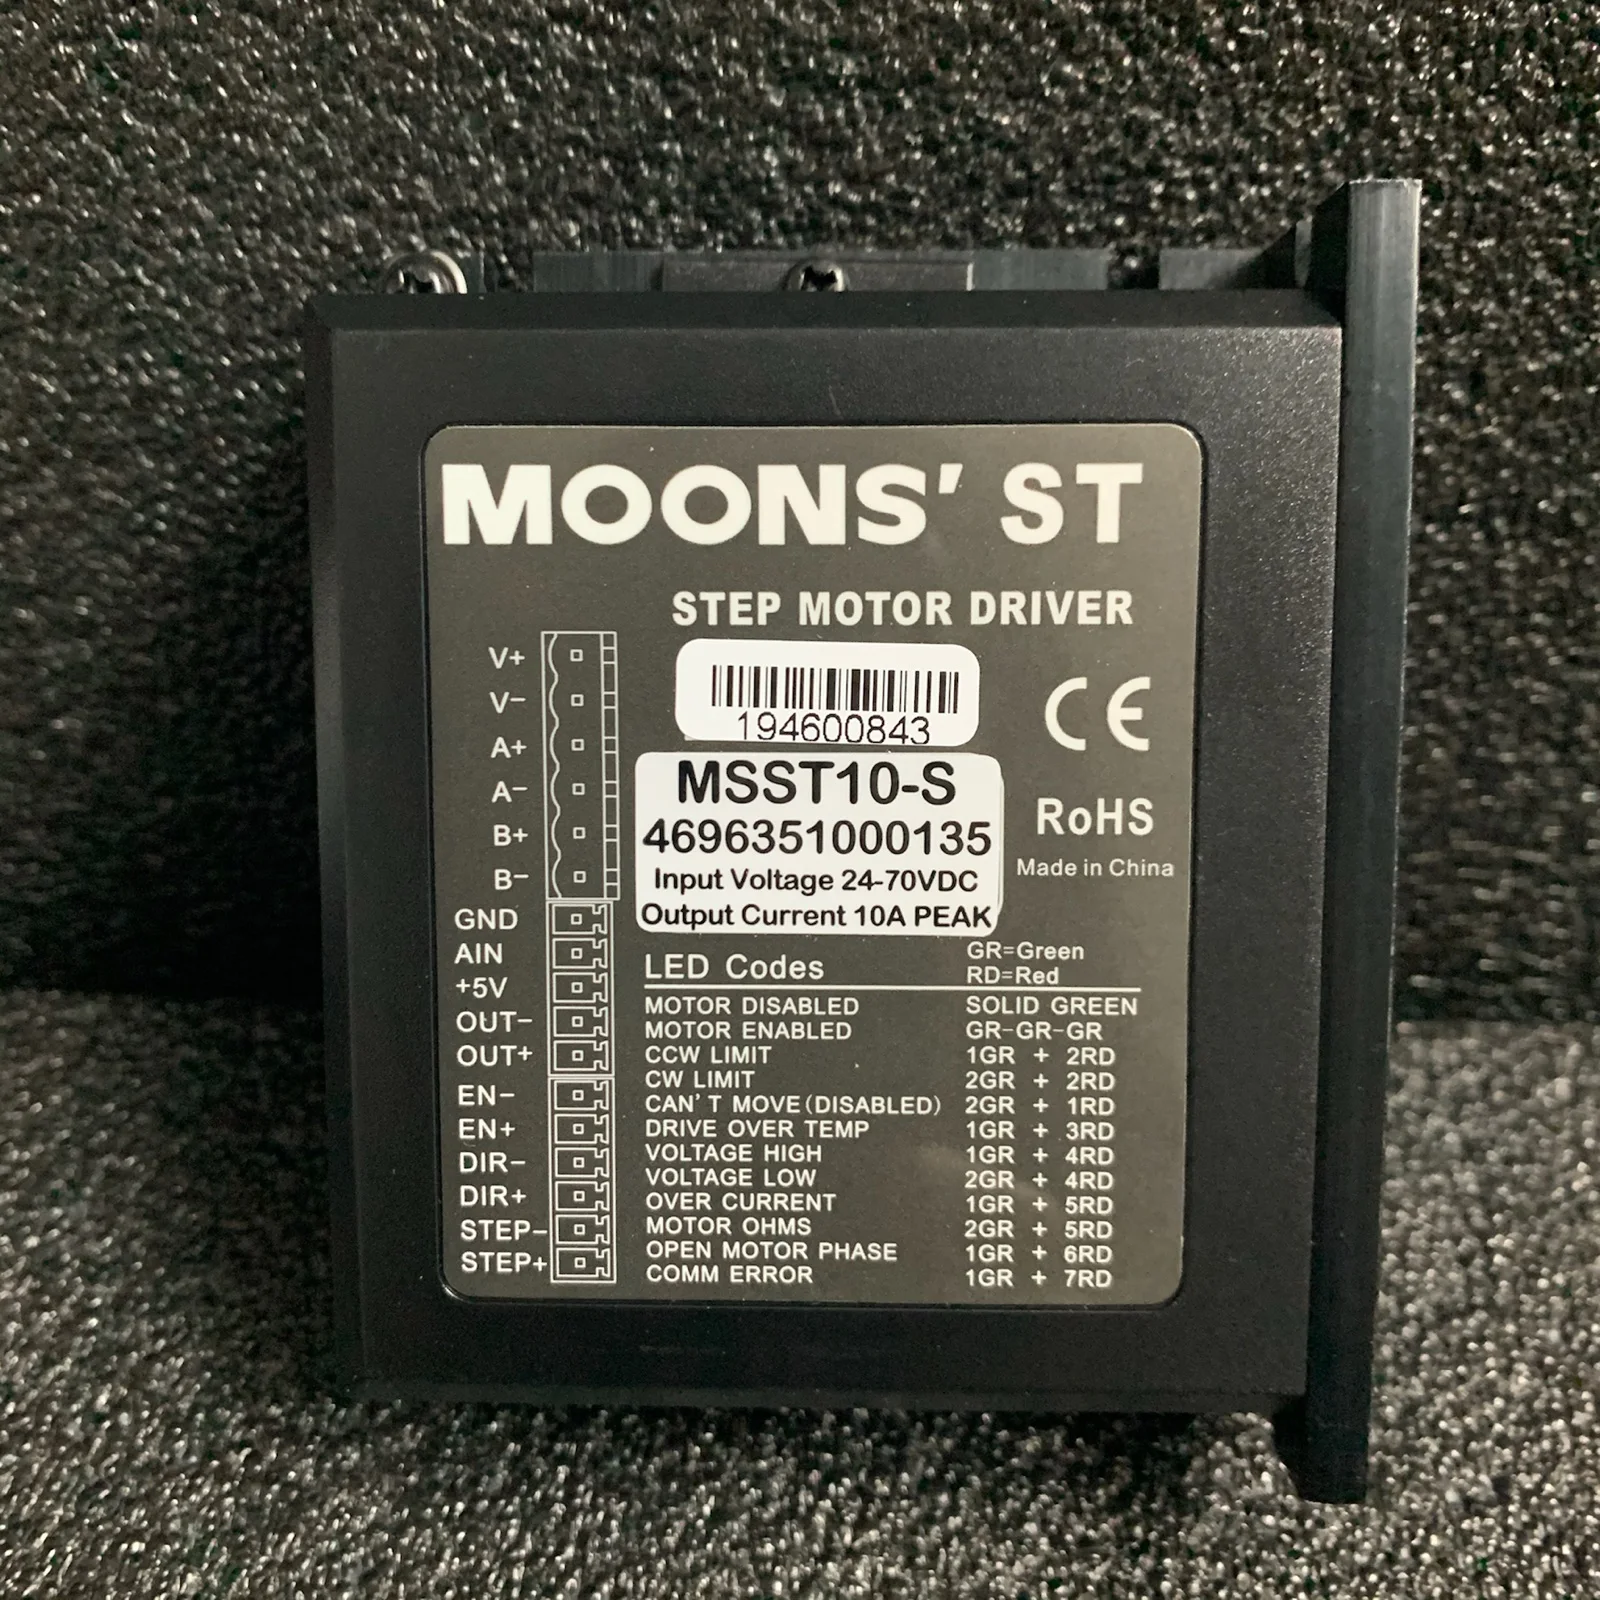 MOONS' ST
STEP MOTOR DRIVER
V+
V-
A+
A-
B+
B-
GND
AIN
+5V
OUT-
OUT+
EN-
EN+
DIR-
DIR+
STEP-
STEP+
194600843
MSST10-S
4696351000135
Input Voltage 24-70VDC
Output Current 10A PEAK
CE
RoHS
Made in China
LED Codes
GR=Green
RD=Red
MOTOR DISABLED SOLID GREEN
MOTOR ENABLED GR-GR-GR
CCW LIMIT 1GR + 2RD
CW LIMIT 2GR + 2RD
CAN'T MOVE(DISABLED) 2GR + 1RD
DRIVE OVER TEMP 1GR + 3RD
VOLTAGE HIGH 1GR + 4RD
VOLTAGE LOW 2GR + 4RD
OVER CURRENT 1GR + 5RD
MOTOR OHMS 2GR + 5RD
OPEN MOTOR PHASE 1GR + 6RD
COMM ERROR 1GR + 7RD